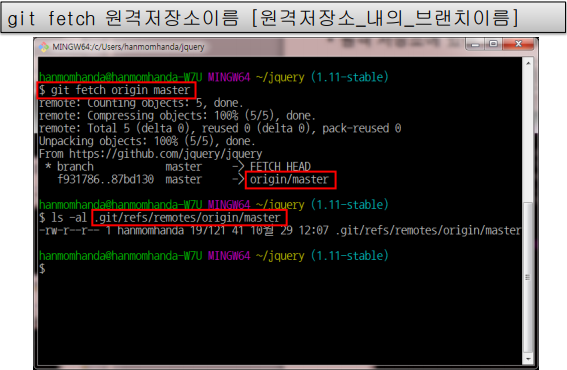 git fetch 원격저장소이름 [원격저장소_내의_브랜치이름]
MINGW64:/c/Users/hanmomhanda/jquery
hanmomhanda@hanmomhanda-W7U MINGW64 ~/jquery (1.11-stable)
$ git fetch origin master
remote: Counting objects: 5, done.
remote: Compressing objects: 100% (5/5), done.
remote: Total 5 (delta 0), reused 0 (delta 0), pack-reused 0
Unpacking objects: 100% (5/5), done.
From https://github.com/jquery/jquery
* branch master -> FETCH_HEAD
f931786..87bd130 master -> origin/master
hanmomhanda@hanmomhanda-W7U MINGW64 ~/jquery (1.11-stable)
$ ls -al .git/refs/remotes/origin/master
-rw-r--r-- 1 hanmomhanda 197121 41 10월 29 12:07 .git/refs/remotes/origin/master
hanmomhanda@hanmomhanda-W7U MINGW64 ~/jquery (1.11-stable)
$